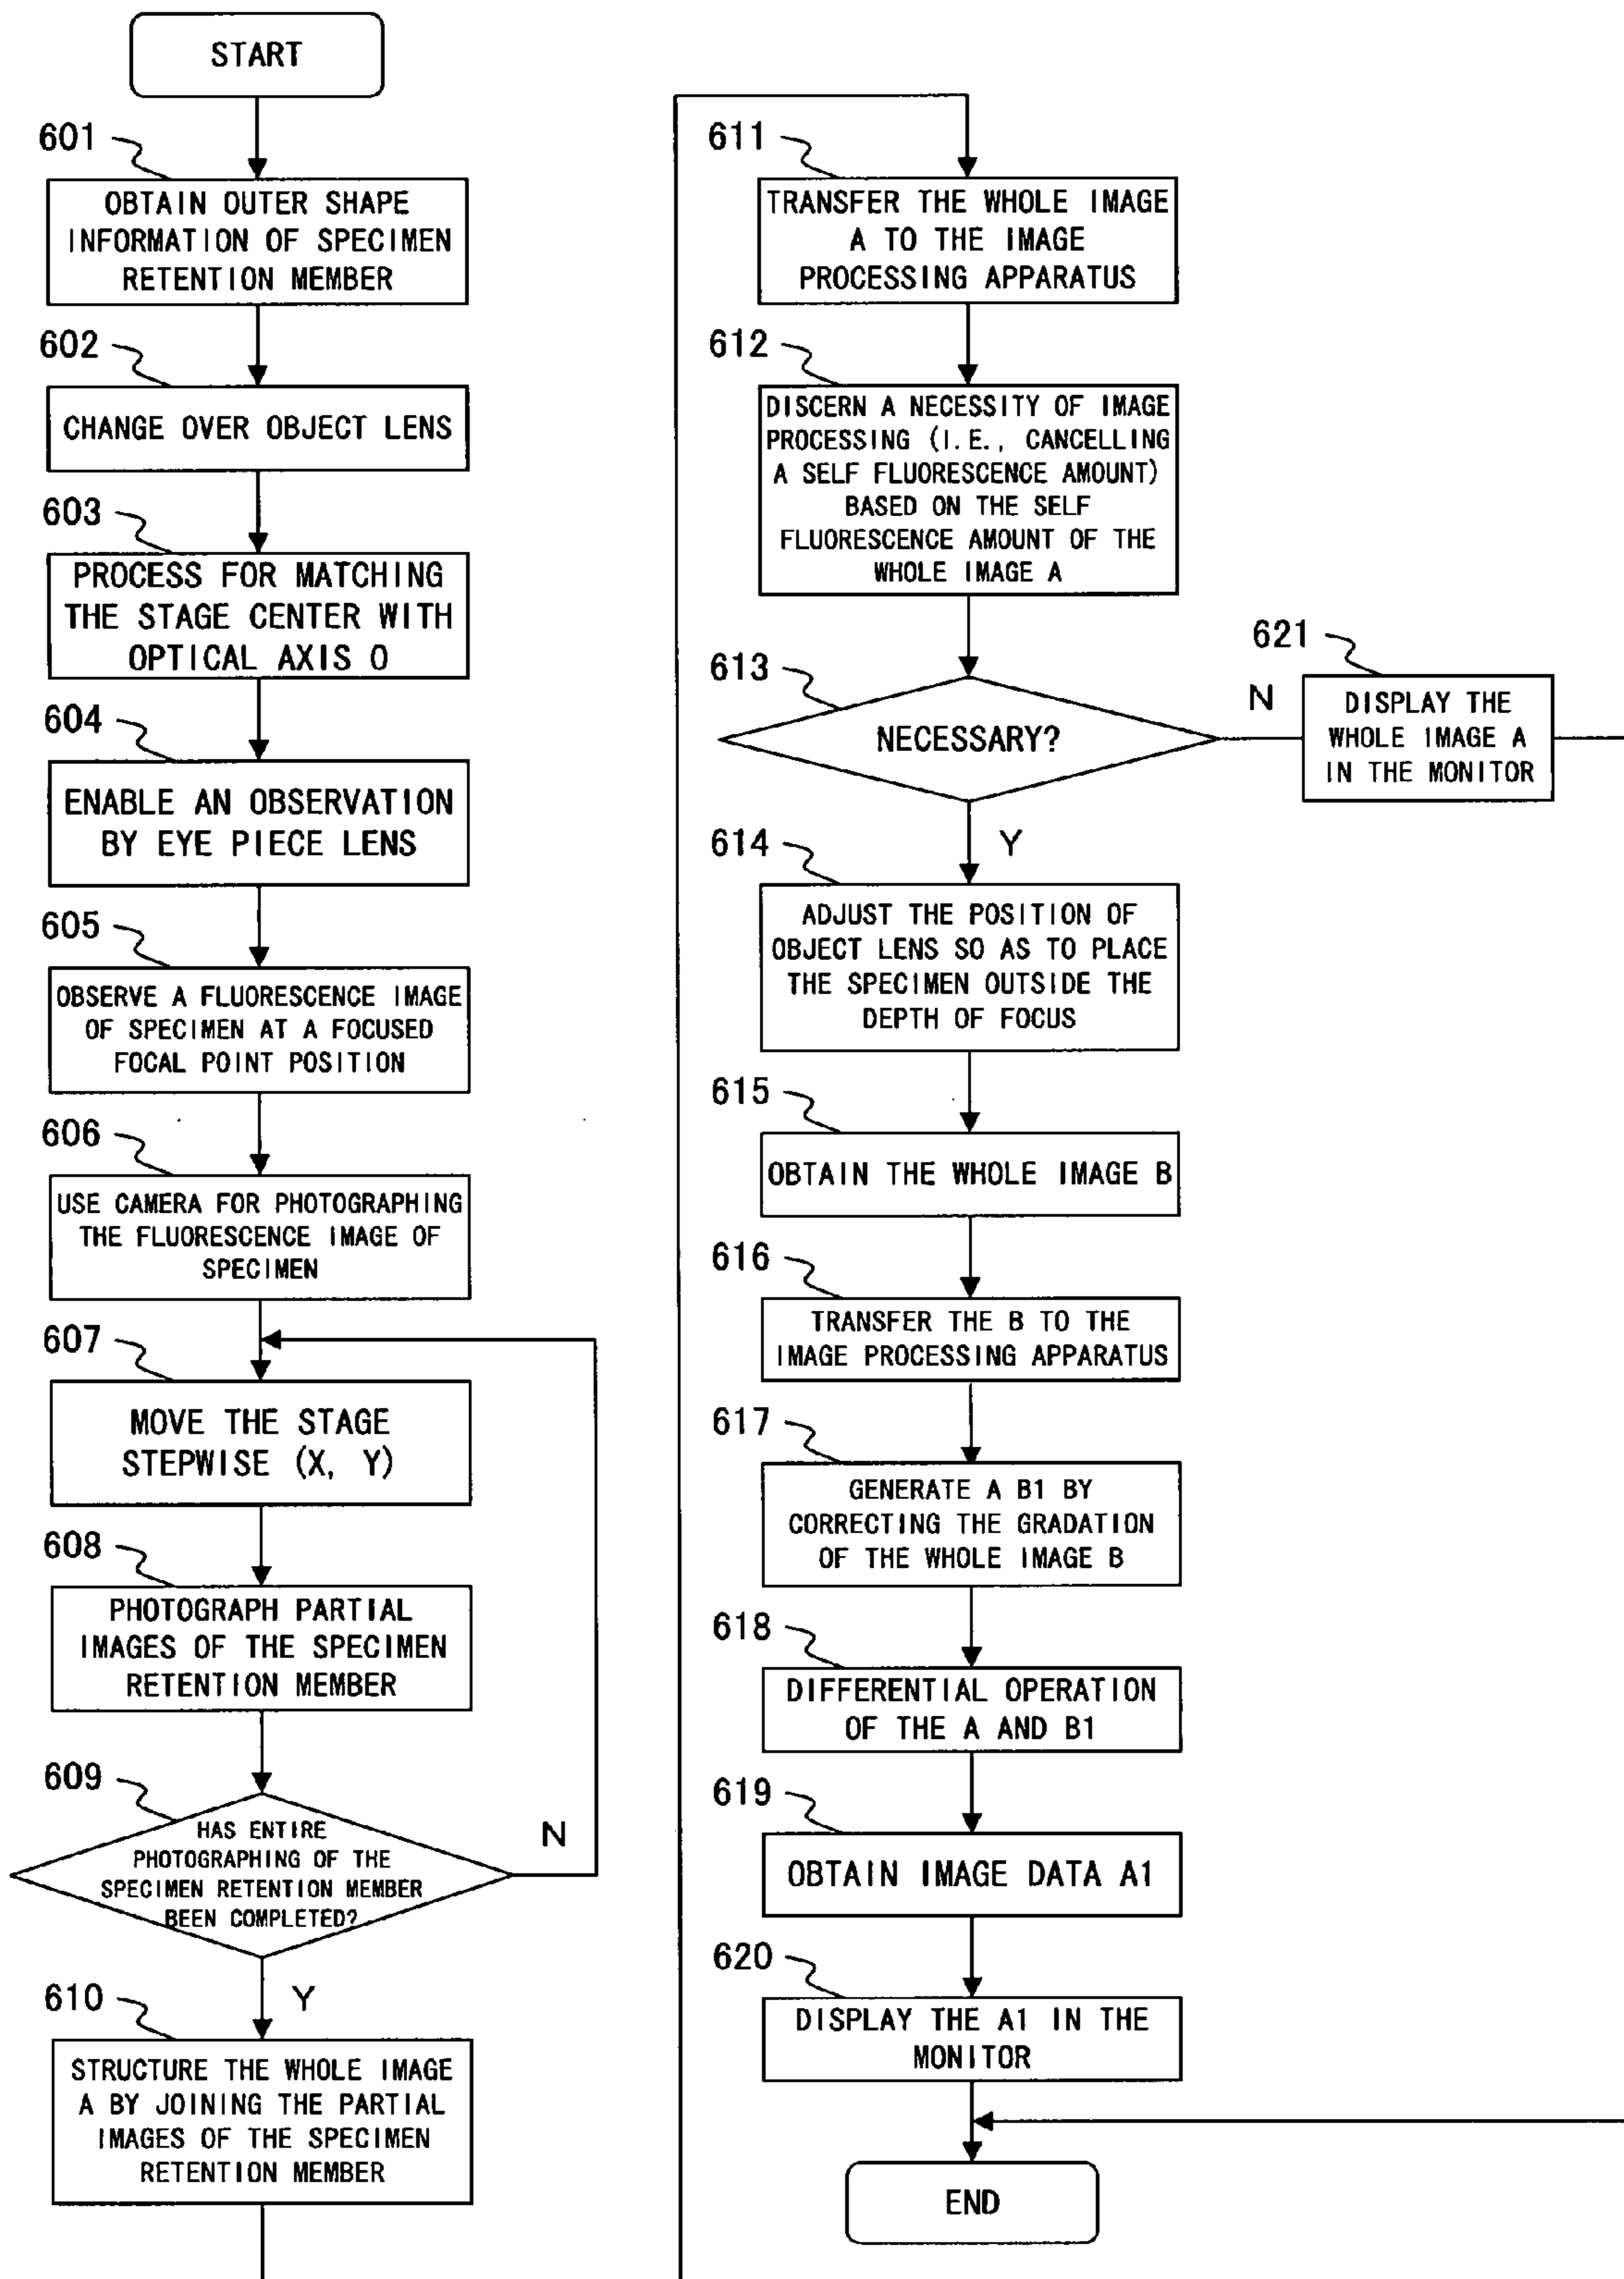 START
601
OBTAIN OUTER SHAPE
INFORMATION OF SPECIMEN
RETENTION MEMBER
602
CHANGE OVER OBJECT LENS
603
PROCESS FOR MATCHING
THE STAGE CENTER WITH
OPTICAL AXIS O
604
ENABLE AN OBSERVATION
BY EYE PIECE LENS
605
OBSERVE A FLUORESCENCE IMAGE
OF SPECIMEN AT A FOCUSED
FOCAL POINT POSITION
606
USE CAMERA FOR PHOTOGRAPHING
THE FLUORESCENCE IMAGE OF
SPECIMEN
607
MOVE THE STAGE
STEPWISE (X, Y)
608
PHOTOGRAPH PARTIAL
IMAGES OF THE SPECIMEN
RETENTION MEMBER
609
HAS ENTIRE
PHOTOGRAPHING OF THE
SPECIMEN RETENTION MEMBER
BEEN COMPLETED?
N
Y
610
STRUCTURE THE WHOLE IMAGE
A BY JOINING THE PARTIAL
IMAGES OF THE SPECIMEN
RETENTION MEMBER
611
TRANSFER THE WHOLE IMAGE
A TO THE IMAGE
PROCESSING APPARATUS
612
DISCERN A NECESSITY OF IMAGE
PROCESSING (I.E., CANCELLING
A SELF FLUORESCENCE AMOUNT)
BASED ON THE SELF
FLUORESCENCE AMOUNT OF THE
WHOLE IMAGE A
613
NECESSARY?
N
621
DISPLAY THE
WHOLE IMAGE A
IN THE MONITOR
Y
614
ADJUST THE POSITION OF
OBJECT LENS SO AS TO PLACE
THE SPECIMEN OUTSIDE THE
DEPTH OF FOCUS
615
OBTAIN THE WHOLE IMAGE B
616
TRANSFER THE B TO THE
IMAGE PROCESSING APPARATUS
617
GENERATE A B1 BY
CORRECTING THE GRADATION
OF THE WHOLE IMAGE B
618
DIFFERENTIAL OPERATION
OF THE A AND B1
619
OBTAIN IMAGE DATA A1
620
DISPLAY THE A1 IN THE
MONITOR
END